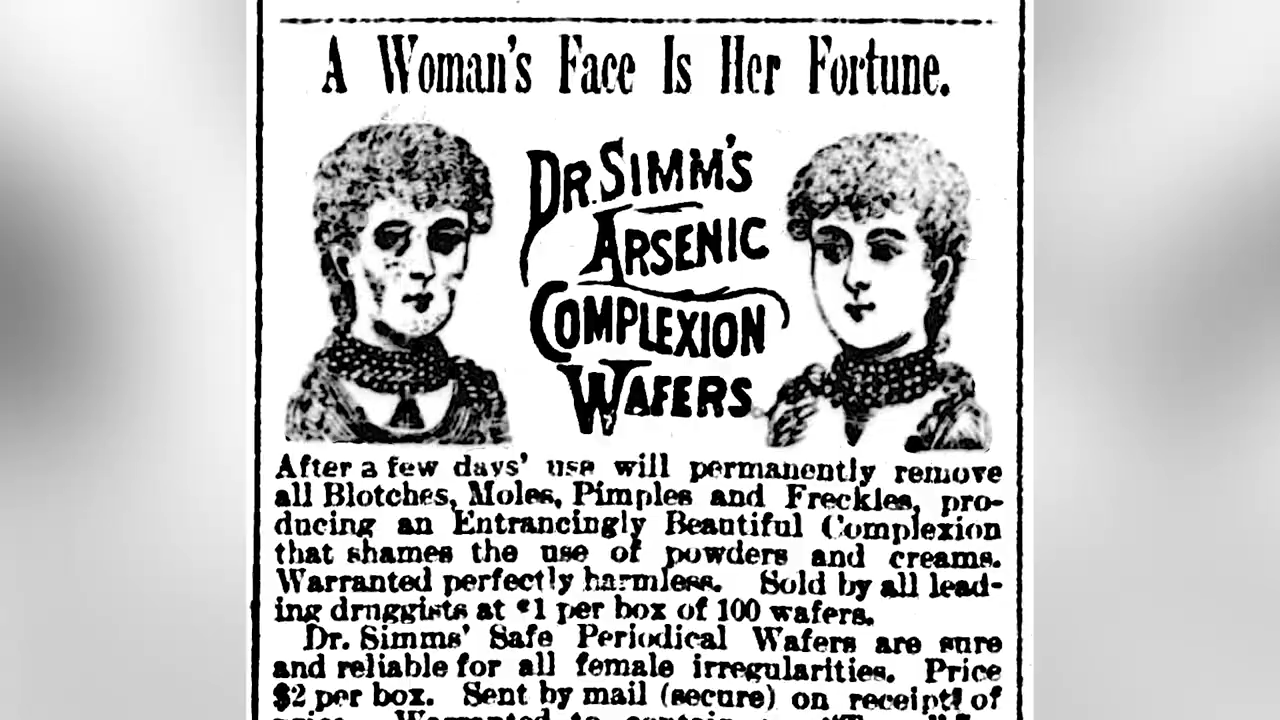 A Woman's Face Is Her Fortune.
DR. SIMM'S
ARSENIC
COMPLEXION
WAFERS
After a few days' use will permanently remove
all Blotches, Moles, Pimples and Freckles, pro-
ducing an Entrancingly Beautiful Complexion
that shames the use of powders and creams.
Warranted perfectly harmless. Sold by all lead-
ing druggists at $1 per box of 100 wafers.
Dr. Simms' Safe Periodical Wafers are sure
and reliable for all female irregularities. Price
$2 per box. Sent by mail (secure) on receipt of